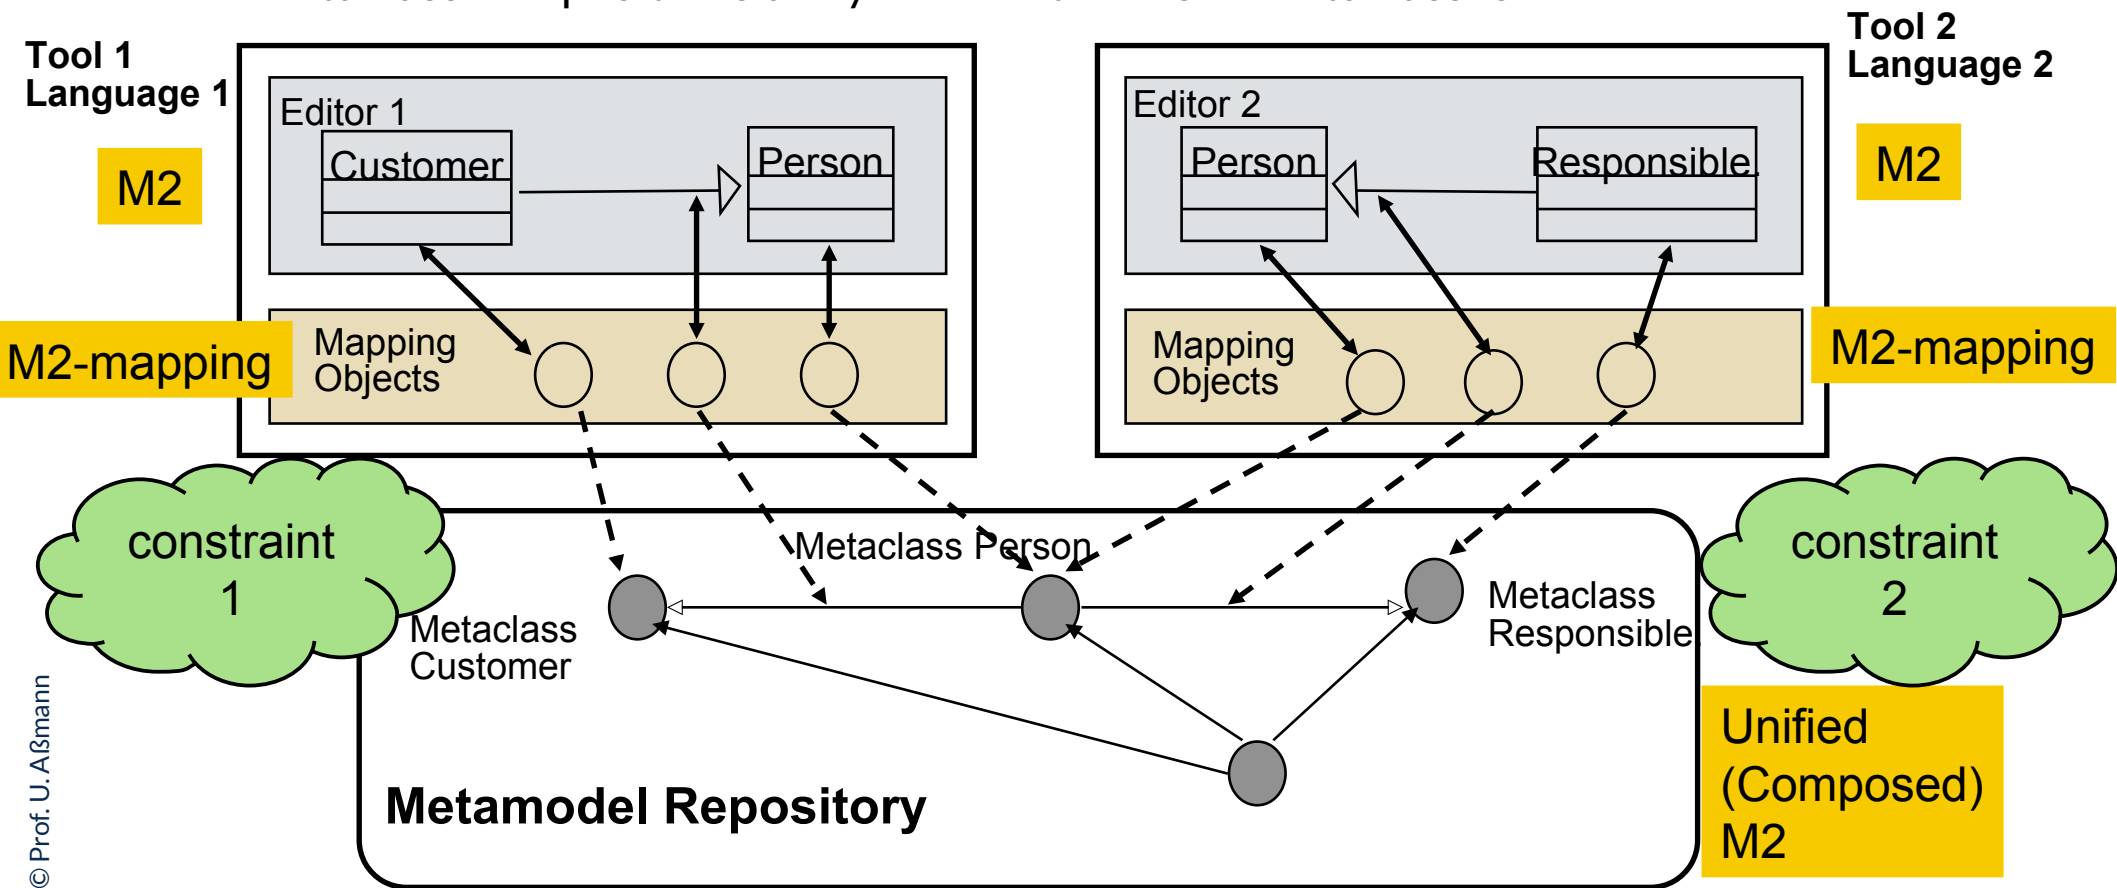 Tool 1
Language 1
Tool 2
Language 2
Editor 1
Customer
Person
Editor 2
Person
Responsible.
M2
M2
M2-mapping
Mapping
Objects
Mapping
Objects
M2-mapping
constraint
1
Metaclass Person
constraint
2
Metaclass
Customer
Metaclass
Responsible.
Metamodel Repository
Unified
(Composed)
M2
© Prof. U. Aßmann